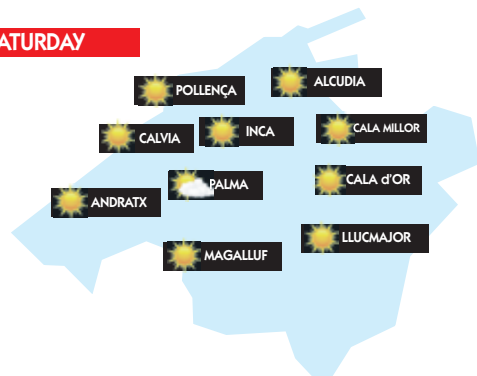 ATURDAY
POLLENÇA
ALCUDIA
CALVIA
INCA
CALA MILLOR
PALMA
CALA d'OR
ANDRATX
LLUCMAJOR
MAGALLUF